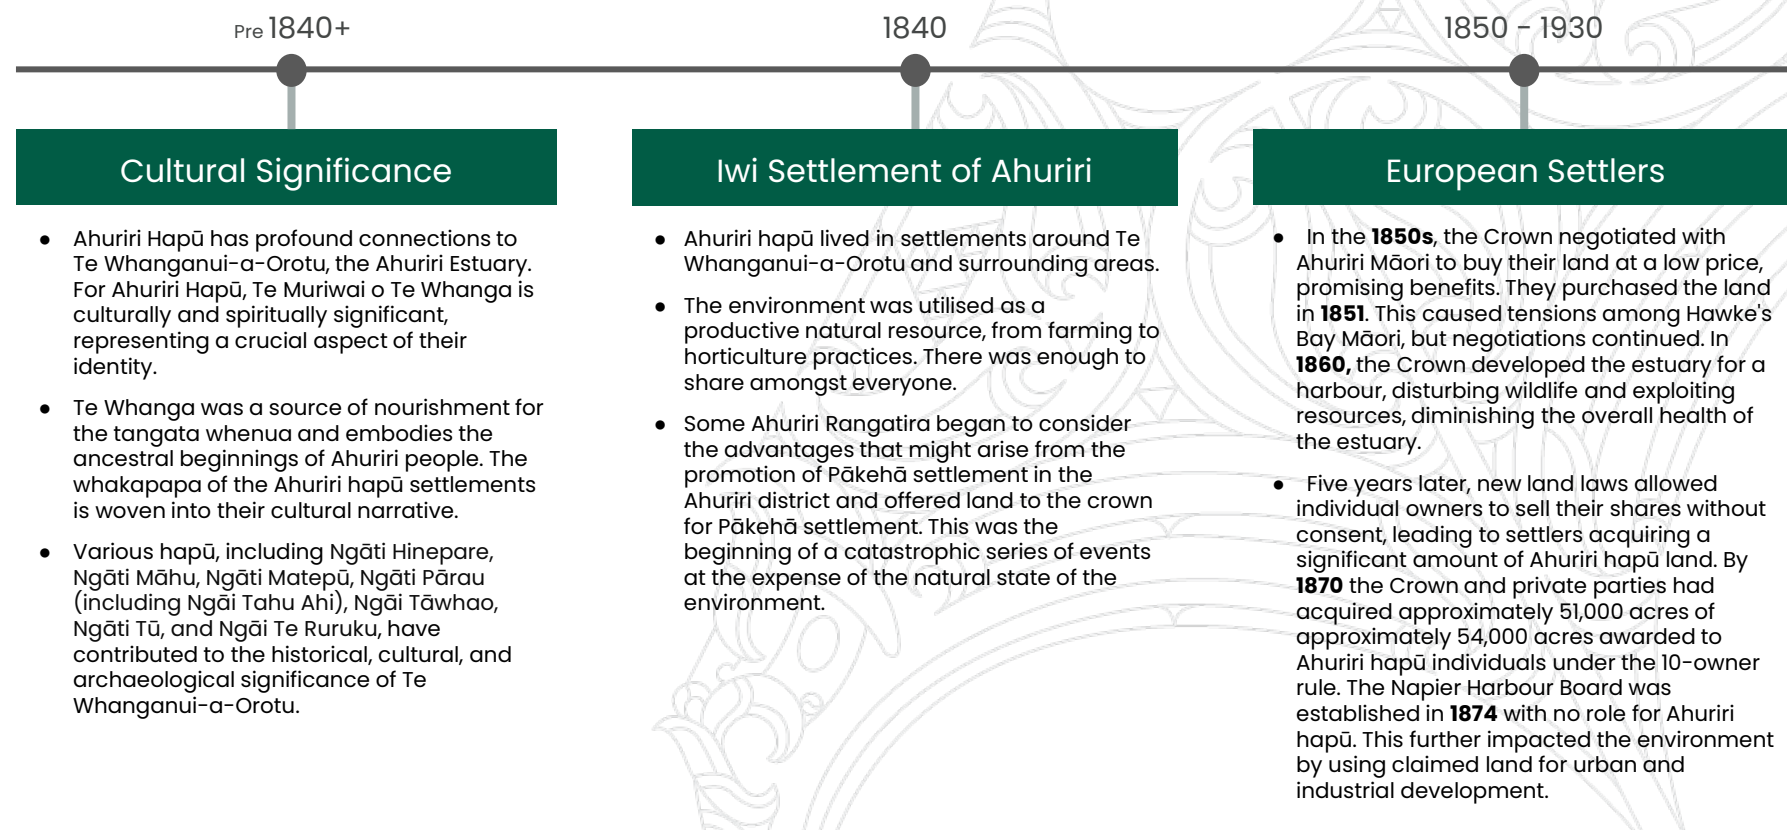 Pre 1840+
1840
1850 - 1930
Cultural Significance
● Ahuriri Hapū has profound connections to
Te Whanganui-a-Orotu, the Ahuriri Estuary.
For Ahuriri Hapū, Te Muriwai o Te Whanga is
culturally and spiritually significant,
representing a crucial aspect of their
identity.
● Te Whanga was a source of nourishment for
the tangata whenua and embodies the
ancestral beginnings of Ahuriri people. The
whakapapa of the Ahuriri hapū settlements
is woven into their cultural narrative.
● Various hapū, including Ngāti Hinepare,
Ngāti Māhu, Ngāti Matepū, Ngāti Pārau
(including Ngāi Tahu Ahi), Ngāi Tāwhao,
Ngāti Tū, and Ngāi Te Ruruku, have
contributed to the historical, cultural, and
archaeological significance of Te
Whanganui-a-Orotu.
Iwi Settlement of Ahuriri
● Ahuriri hapū lived in settlements around Te
Whanganui-a-Orotu and surrounding areas.
● The environment was utilised as a
productive natural resource, from farming to
horticulture practices. There was enough to
share amongst everyone.
● Some Ahuriri Rangatira began to consider
the advantages that might arise from the
promotion of Pākehā settlement in the
Ahuriri district and offered land to the crown
for Pākehā settlement. This was the
beginning of a catastrophic series of events
at the expense of the natural state of the
environment.
European Settlers
● In the 1850s, the Crown negotiated with
Ahuriri Māori to buy their land at a low price,
promising benefits. They purchased the land
in 1851. This caused tensions among Hawke's
Bay Māori, but negotiations continued. In
1860, the Crown developed the estuary for a
harbour, disturbing wildlife and exploiting
resources, diminishing the overall health of
the estuary.
● Five years later, new land laws allowed
individual owners to sell their shares without
consent, leading to settlers acquiring a
significant amount of Ahuriri hapū land. By
1870 the Crown and private parties had
acquired approximately 51,000 acres of
approximately 54,000 acres awarded to
Ahuriri hapū individuals under the 10-owner
rule. The Napier Harbour Board was
established in 1874 with no role for Ahuriri
hapū. This further impacted the environment
by using claimed land for urban and
industrial development.